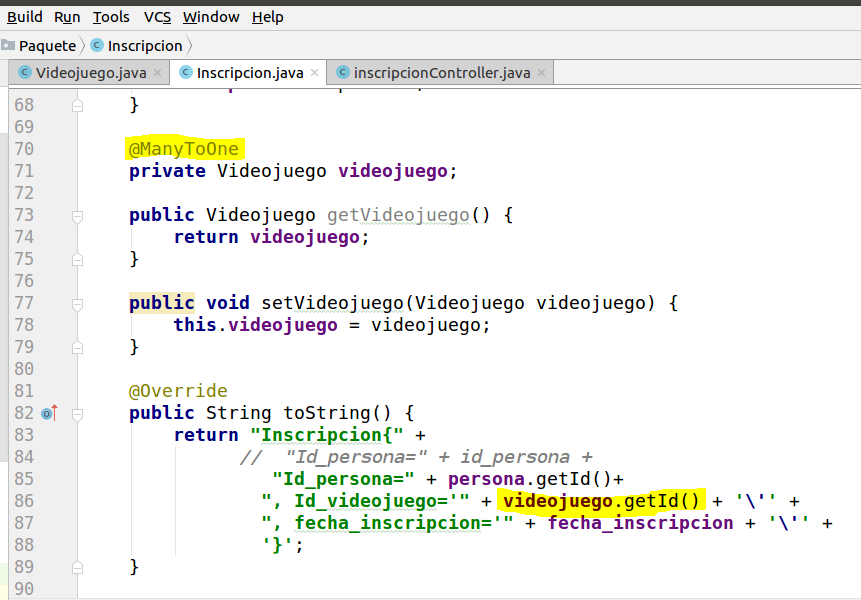 Build Run Tools VCS Window Help
Paquete Inscripcion
Videojuego.java Inscripcion.java inscripcionController.java
68 }
69
70 @ManyToOne
71 private Videojuego videojuego;
72
73 public Videojuego getVideojuego() {
74 return videojuego;
75 }
76
77 public void setVideojuego(Videojuego videojuego) {
78 this.videojuego = videojuego;
79 }
80
81 @Override
82 public String toString() {
83 return "Inscripcion{" +
84 // "Id_persona=" + id_persona +
85 "Id_persona=" + persona.getId()+
86 ", Id_videojuego='" + videojuego.getId() + '\'' +
87 ", fecha_inscripcion='" + fecha_inscripcion + '\'' +
88 '}';
89 }
90